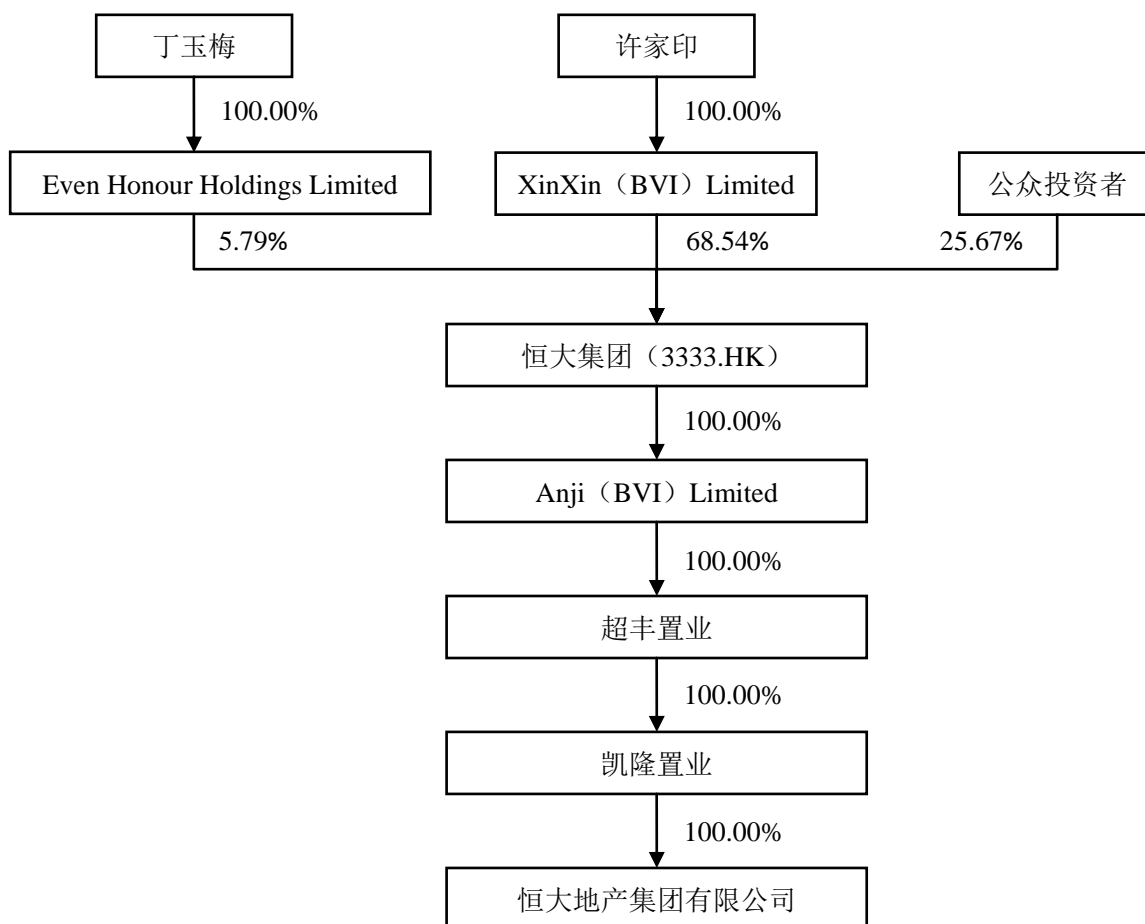 丁玉梅
许家印
100.00%
100.00%
Even Honour Holdings Limited
XinXin（BVI）Limited
公众投资者
5.79%
68.54%
25.67%
恒大集团（3333.HK）
100.00%
Anji（BVI）Limited
100.00%
超丰置业
100.00%
凯隆置业
100.00%
恒大地产集团有限公司